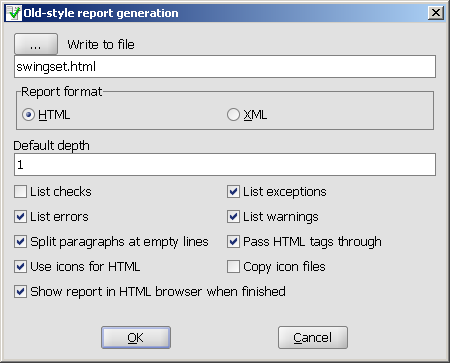 Old-style report generation
... Write to file
swingset.html
Report format
HTML XML
Default depth
1
List checks List exceptions
List errors List warnings
Split paragraphs at empty lines Pass HTML tags through
Use icons for HTML Copy icon files
Show report in HTML browser when finished
OK Cancel